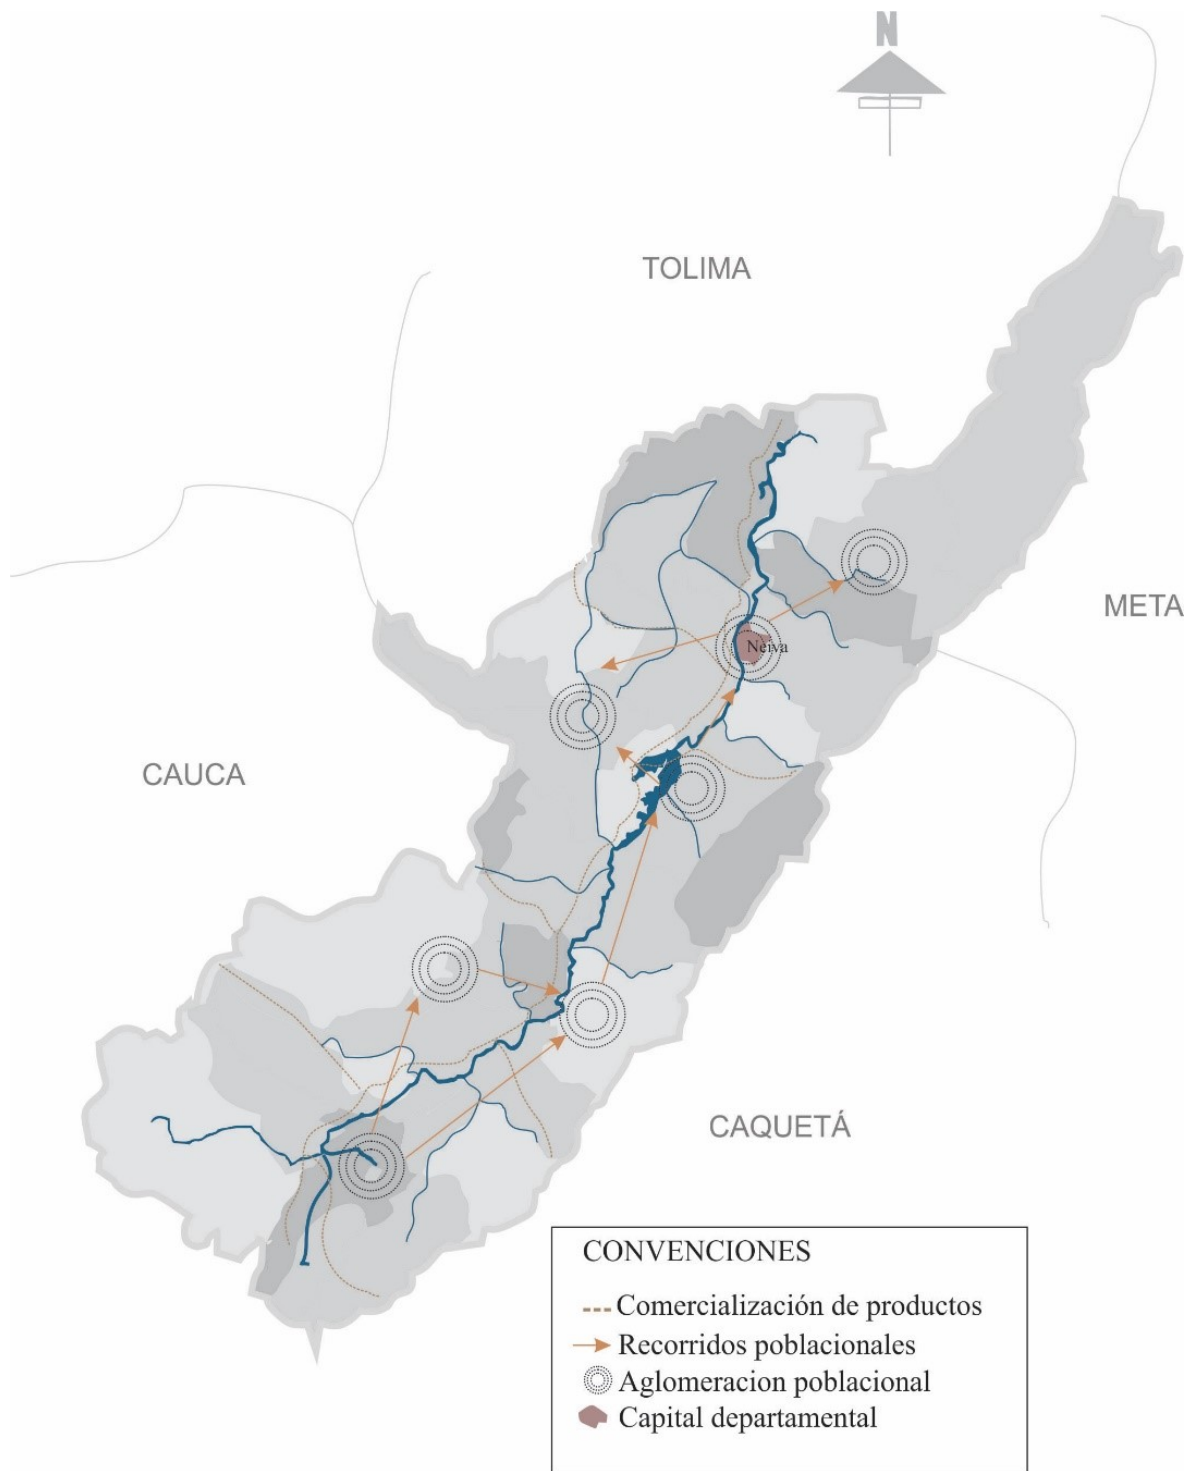 N
TOLIMA
META
Neiva
CAUCA
CAQUETÁ
CONVENCIONES
Comercialización de productos
Recorridos poblacionales
Aglomeracion poblacional
Capital departamental